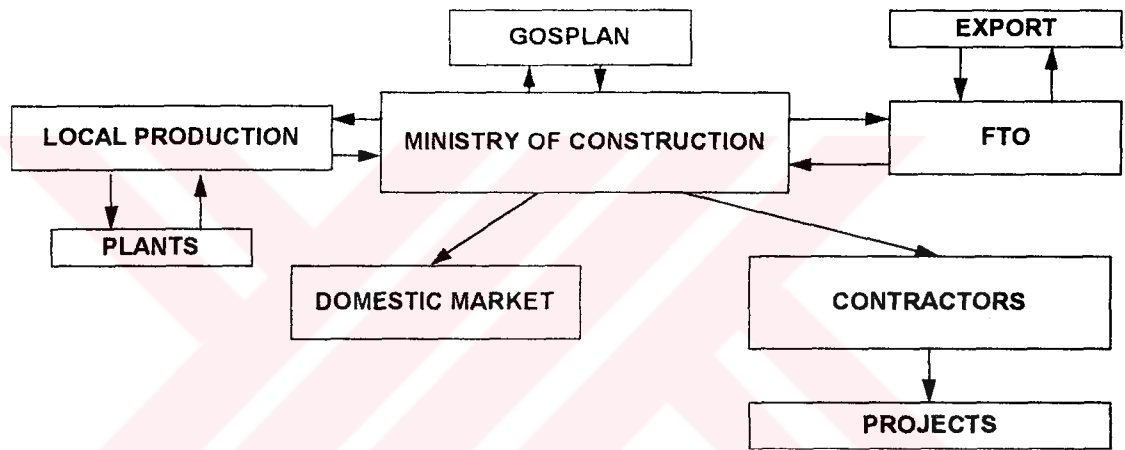 GOSPLAN
EXPORT
LOCAL PRODUCTION
MINISTRY OF CONSTRUCTION
FTO
PLANTS
DOMESTIC MARKET
CONTRACTORS
PROJECTS